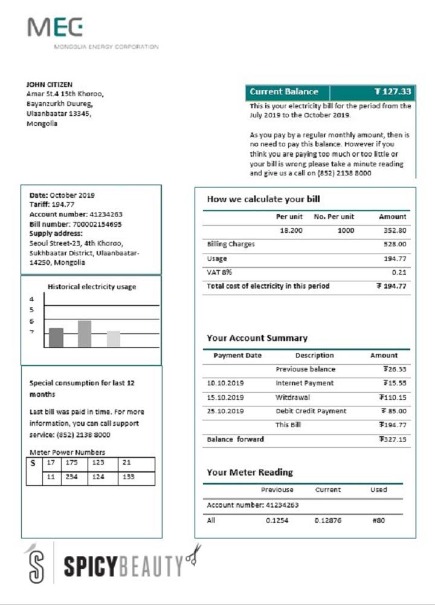 MEC
MONGOLIA ENERGY CORPORATION
JOHN CITIZEN
Amar St.4 15th Khoroo,
Bayanzurkh Duureg,
Ulaanbaatar 13345,
Mongolia
Current Balance ₮ 127.33
This is your electricity bill for the period from the
July 2019 to the October 2019.
As you pay by a regular monthly amount, then is
no need to pay this balance. However if you
think you are paying too much or too little or
your bill is wrong please take a minute reading
and give us a call on (852) 2138 8000
Date: October 2019
Tariff: 194.77
Account number: 41234263
Bill number: 700002154695
Supply address:
Seoul Street-23, 4th Khoroo,
Sukhbaatar District, Ulaanbaatar-
14250, Mongolia
Historical electricity usage
4
5
6
7
Special consumption for last 12
months
Last bill was paid in time. For more
information, you can call support
service: (852) 2138 8000
Meter Power Numbers
S 17 175 123 21
11 234 124 133
How we calculate your bill
Per unit No. Per unit Amount
18.200 1000 352.80
Billing Charges 528.00
Usage 194.77
VAT 8% 0.21
Total cost of electricity in this period ₮ 194.77
Your Account Summary
Payment Date Description Amount
Previouse balance ₮26.33
10.10.2019 Internet Payment ₮15.55
15.10.2019 Witdrawal ₮110.15
25.10.2019 Debit Credit Payment ₮ 85.00
This Bill ₮194.77
Balance forward ₮327.15
Your Meter Reading
Previouse Current Used
Account number: 41234263
All 0.1254 0.12876 #80
S SPICYBEAUTY